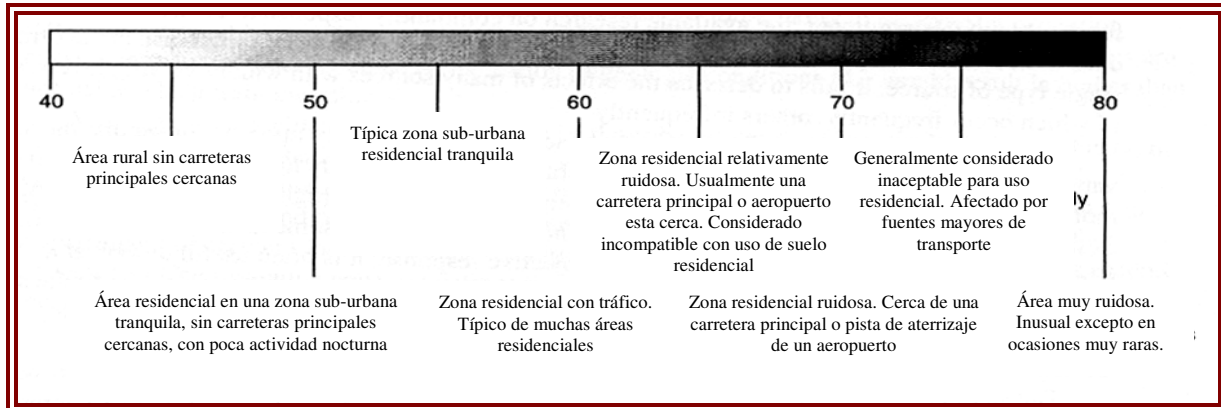 40 50 60 70 80
Área rural sin carreteras
principales cercanas
Típica zona sub-urbana
residencial tranquila
Zona residencial relativamente
ruidosa. Usualmente una
carretera principal o aeropuerto
esta cerca. Considerado
incompatible con uso de suelo
residencial
Generalmente considerado
inaceptable para uso
residencial. Afectado por
fuentes mayores de
transporte
ly
Área residencial en una zona sub-urbana
tranquila, sin carreteras principales
cercanas, con poca actividad nocturna
Zona residencial con tráfico.
Típico de muchas áreas
residenciales
Zona residencial ruidosa. Cerca de una
carretera principal o pista de aterrizaje
de un aeropuerto
Área muy ruidosa.
Inusual excepto en
ocasiones muy raras.